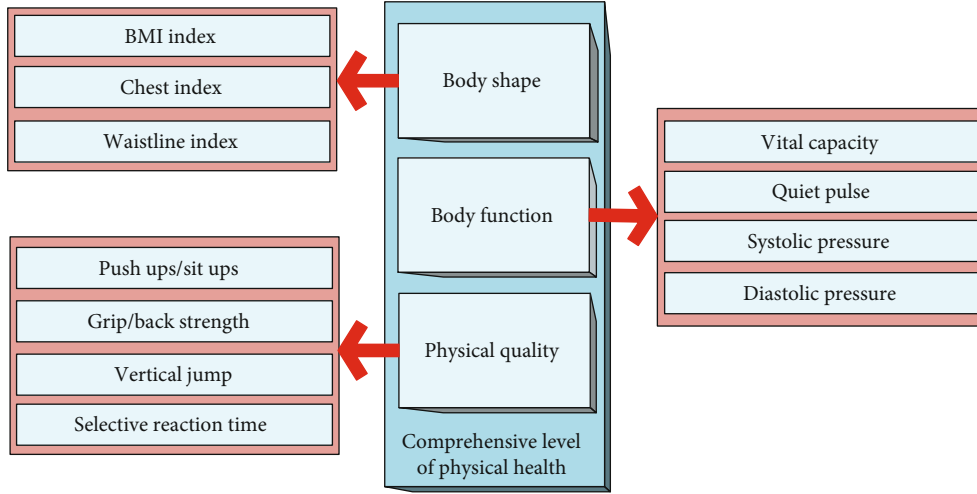 BMI index
Chest index
Waistline index
Push ups/sit ups
Grip/back strength
Vertical jump
Selective reaction time
Body shape
Body function
Physical quality
Comprehensive level
of physical health
Vital capacity
Quiet pulse
Systolic pressure
Diastolic pressure